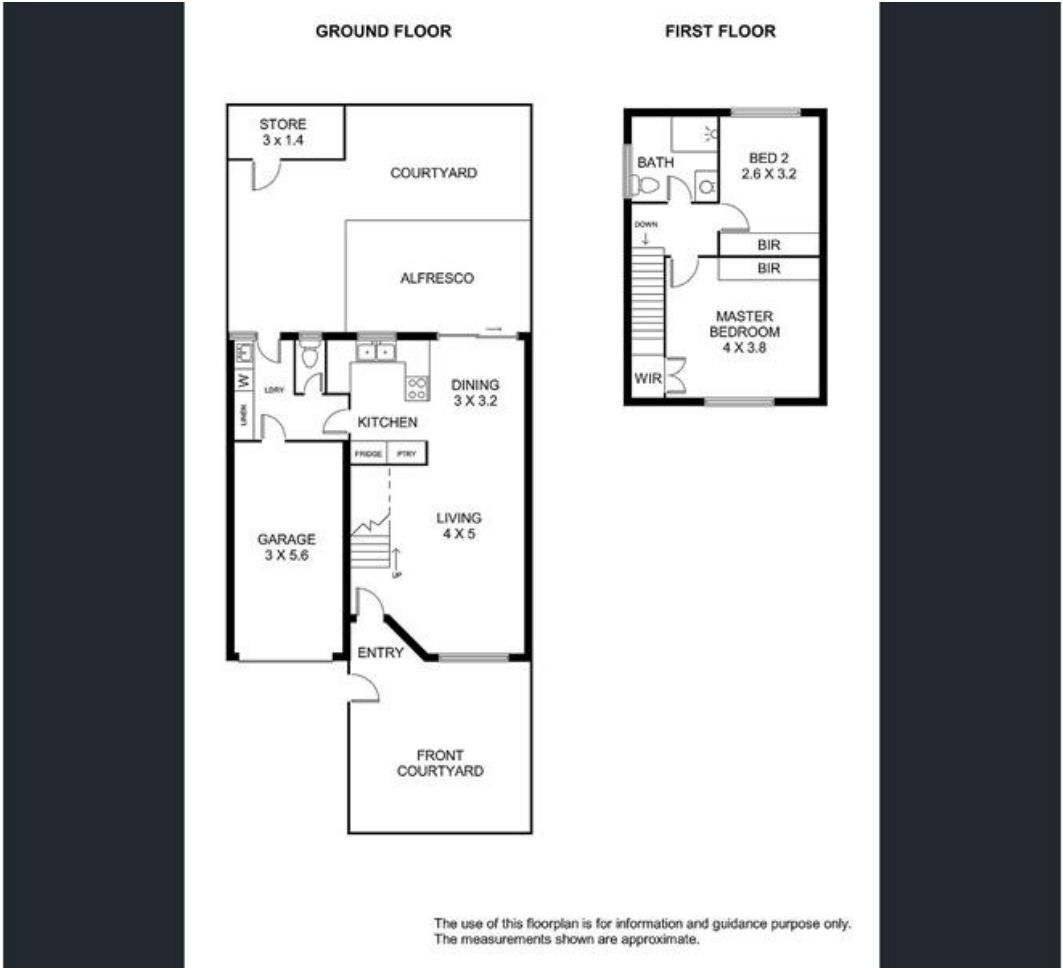 GROUND FLOOR
FIRST FLOOR
STORE
3 x 1.4
COURTYARD
ALFRESCO
W
LDRY
LINEN
KITCHEN
DINING
3 X 3.2
FRIDGE
PTRY
LIVING
4 X 5
GARAGE
3 X 5.6
UP
ENTRY
FRONT
COURTYARD
BATH
BED 2
2.6 X 3.2
DOWN
BIR
BIR
MASTER
BEDROOM
4 X 3.8
WIR
The use of this floorplan is for information and guidance purpose only.
The measurements shown are approximate.